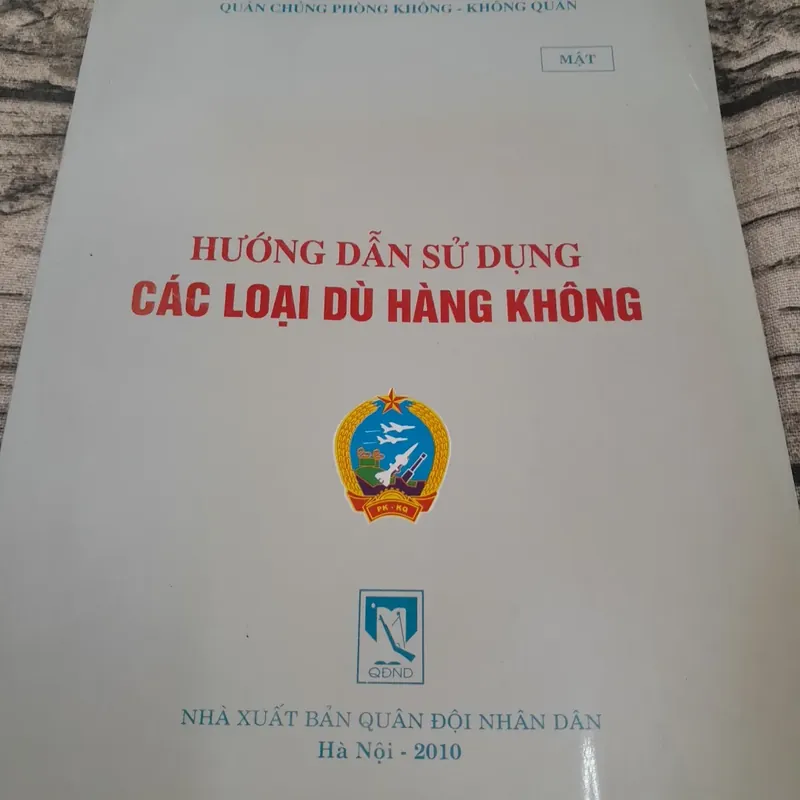 QUÂN CHỦNG PHÒNG KHÔNG - KHÔNG QUÂN
MẬT
HƯỚNG DẪN SỬ DỤNG
CÁC LOẠI DÙ HÀNG KHÔNG
PK - KQ
QĐND
NHÀ XUẤT BẢN QUÂN ĐỘI NHÂN DÂN
Hà Nội - 2010